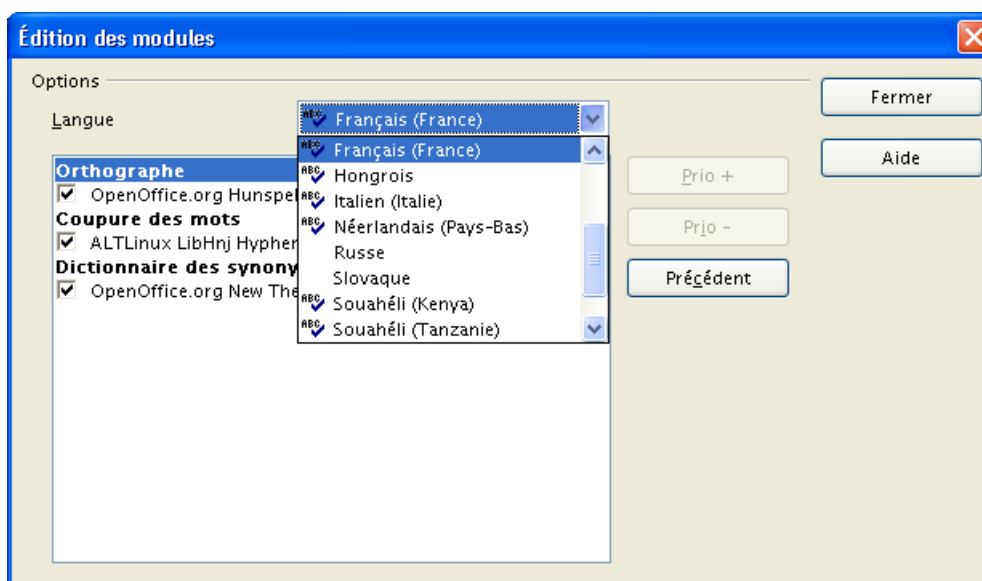 Édition des modules
Options
Langue
Français (France)
Fermer
Aide
Français (France)
Hongrois
Italien (Italie)
Néerlandais (Pays-Bas)
Russe
Slovaque
Souahéli (Kenya)
Souahéli (Tanzanie)
Orthographe
OpenOffice.org Hunspel
Coupure des mots
ALTLinux LibHnj Hypher
Dictionnaire des synony
OpenOffice.org New The
Prio +
Prio -
Précédent